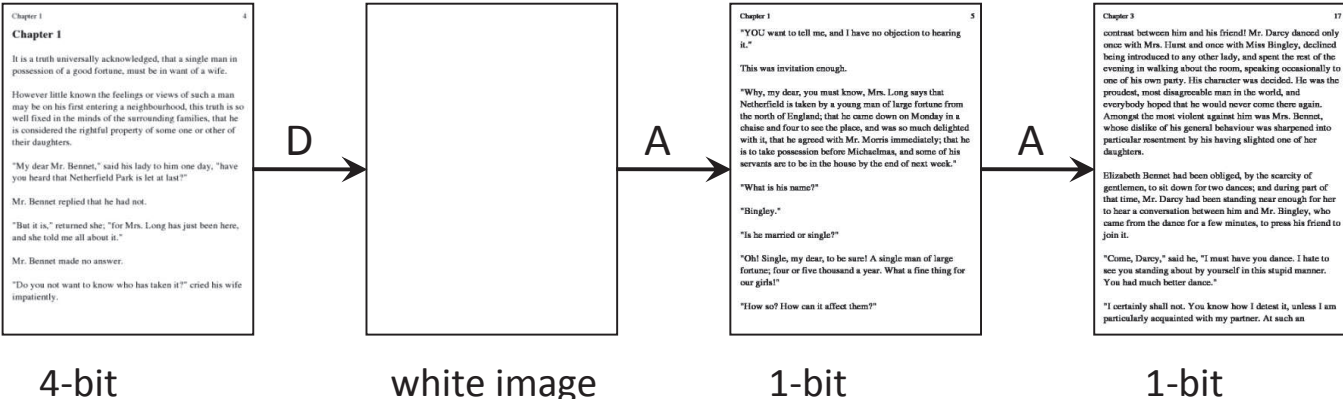 Chapter 1 4
Chapter 1
It is a truth universally acknowledged, that a single man in
possession of a good fortune, must be in want of a wife.
However little known the feelings or views of such a man
may be on his first entering a neighbourhood, this truth is so
well fixed in the minds of the surrounding families, that he
is considered the rightful property of some one or other of
their daughters.
"My dear Mr. Bennet," said his lady to him one day, "have
you heard that Netherfield Park is let at last?"
Mr. Bennet replied that he had not.
"But it is," returned she; "for Mrs. Long has just been here,
and she told me all about it."
Mr. Bennet made no answer.
"Do you not want to know who has taken it?" cried his wife
impatiently.
D
A
Chapter 1 5
"YOU want to tell me, and I have no objection to hearing
it."
This was invitation enough.
"Why, my dear, you must know, Mrs. Long says that
Netherfield is taken by a young man of large fortune from
the north of England; that he came down on Monday in a
chaise and four to see the place, and was so much delighted
with it, that he agreed with Mr. Morris immediately; that he
is to take possession before Michaelmas, and some of his
servants are to be in the house by the end of next week."
"What is his name?"
"Bingley."
"Is he married or single?"
"Oh! Single, my dear, to be sure! A single man of large
fortune; four or five thousand a year. What a fine thing for
our girls!"
"How so? How can it affect them?"
A
Chapter 3 17
contrast between him and his friend! Mr. Darcy danced only
once with Mrs. Hurst and once with Miss Bingley, declined
being introduced to any other lady, and spent the rest of the
evening in walking about the room, speaking occasionally to
one of his own party. His character was decided. He was the
proudest, most disagreeable man in the world, and
everybody hoped that he would never come there again.
Amongst the most violent against him was Mrs. Bennet,
whose dislike of his general behaviour was sharpened into
particular resentment by his having slighted one of her
daughters.
Elizabeth Bennet had been obliged, by the scarcity of
gentlemen, to sit down for two dances; and during part of
that time, Mr. Darcy had been standing near enough for her
to hear a conversation between him and Mr. Bingley, who
came from the dance for a few minutes, to press his friend to
join it.
"Come, Darcy," said he, "I must have you dance. I hate to
see you standing about by yourself in this stupid manner.
You had much better dance."
"I certainly shall not. You know how I detest it, unless I am
particularly acquainted with my partner. At such an
4-bit
white image
1-bit
1-bit